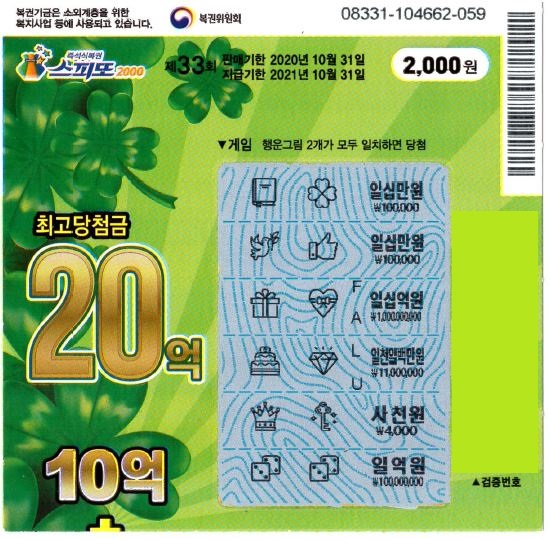 복권기금은 소외계층을 위한
복지사업 등에 사용되고 있습니다.
복권위원회
08331-104662-059
즉석식복권
스피또2000
제33회
판매기한 2020년 10월 31일
지급기한 2021년 10월 31일
2,000원
▼게임 행운그림 2개가 모두 일치하면 당첨
일십만원
₩100,000
일십만원
₩100,000
일십억원
₩1,000,000,000
일천일백만원
₩11,000,000
사천원
₩4,000
일억원
₩100,000,000
F
A
L
U
최고당첨금
20억
10억
+
▲검증번호